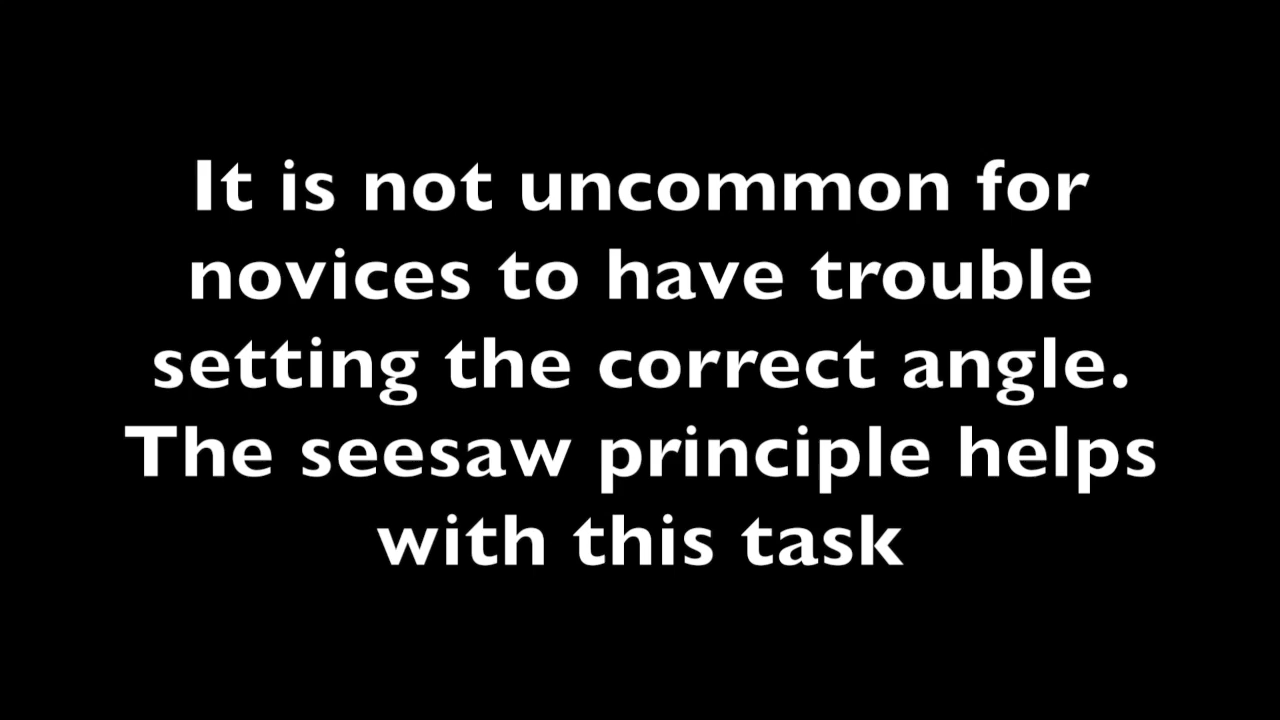 It is not uncommon for
novices to have trouble
setting the correct angle.
The seesaw principle helps
with this task